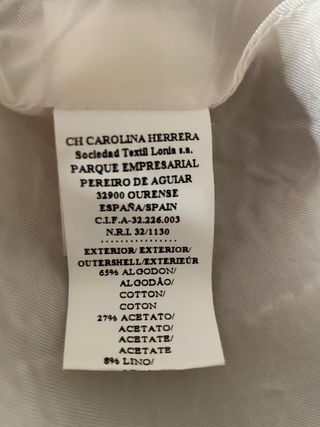 CH CAROLINA HERRERA
Sociedad Textil Lonia s.a.
PARQUE EMPRESARIAL
PEREIRO DE AGUIAR
32900 OURENSE
ESPAÑA/SPAIN
C.I.F.A-32.226.003
N.R.I. 32/1130
EXTERIOR/ EXTERIOR/
OUTERSHELL/EXTERIEÚR
65% ALGODON/
ALGODÃO/
COTTON/
COTON
27% ACETATO/
ACETATO/
ACETATE/
ACETATE
8% LINO/